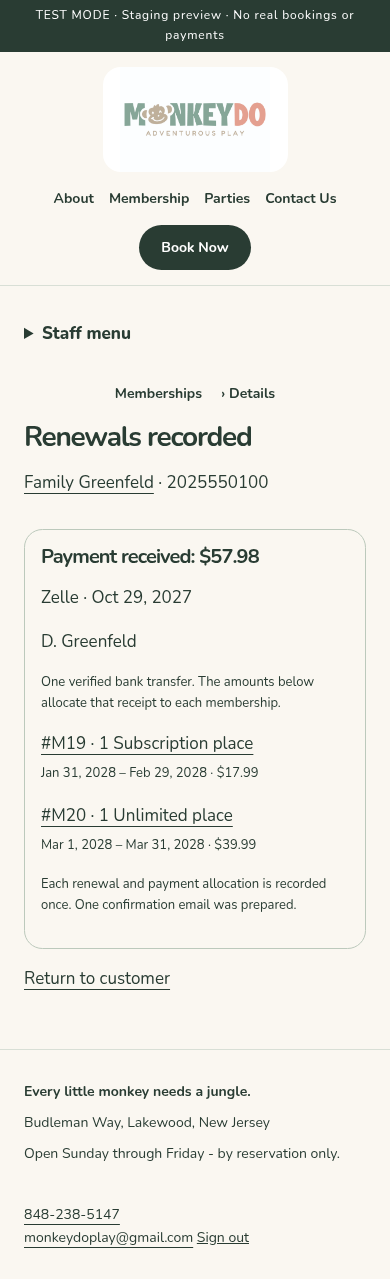 TEST MODE · Staging preview · No real bookings or
payments
MONKEYDO
ADVENTUROUS PLAY
About Membership Parties Contact Us
Book Now
▶ Staff menu
Memberships › Details
Renewals recorded
Family Greenfeld · 2025550100
Payment received: $57.98
Zelle · Oct 29, 2027
D. Greenfeld
One verified bank transfer. The amounts below
allocate that receipt to each membership.
#M19 · 1 Subscription place
Jan 31, 2028 – Feb 29, 2028 · $17.99
#M20 · 1 Unlimited place
Mar 1, 2028 – Mar 31, 2028 · $39.99
Each renewal and payment allocation is recorded
once. One confirmation email was prepared.
Return to customer
Every little monkey needs a jungle.
Budleman Way, Lakewood, New Jersey
Open Sunday through Friday - by reservation only.
848-238-5147
monkeydoplay@gmail.com Sign out